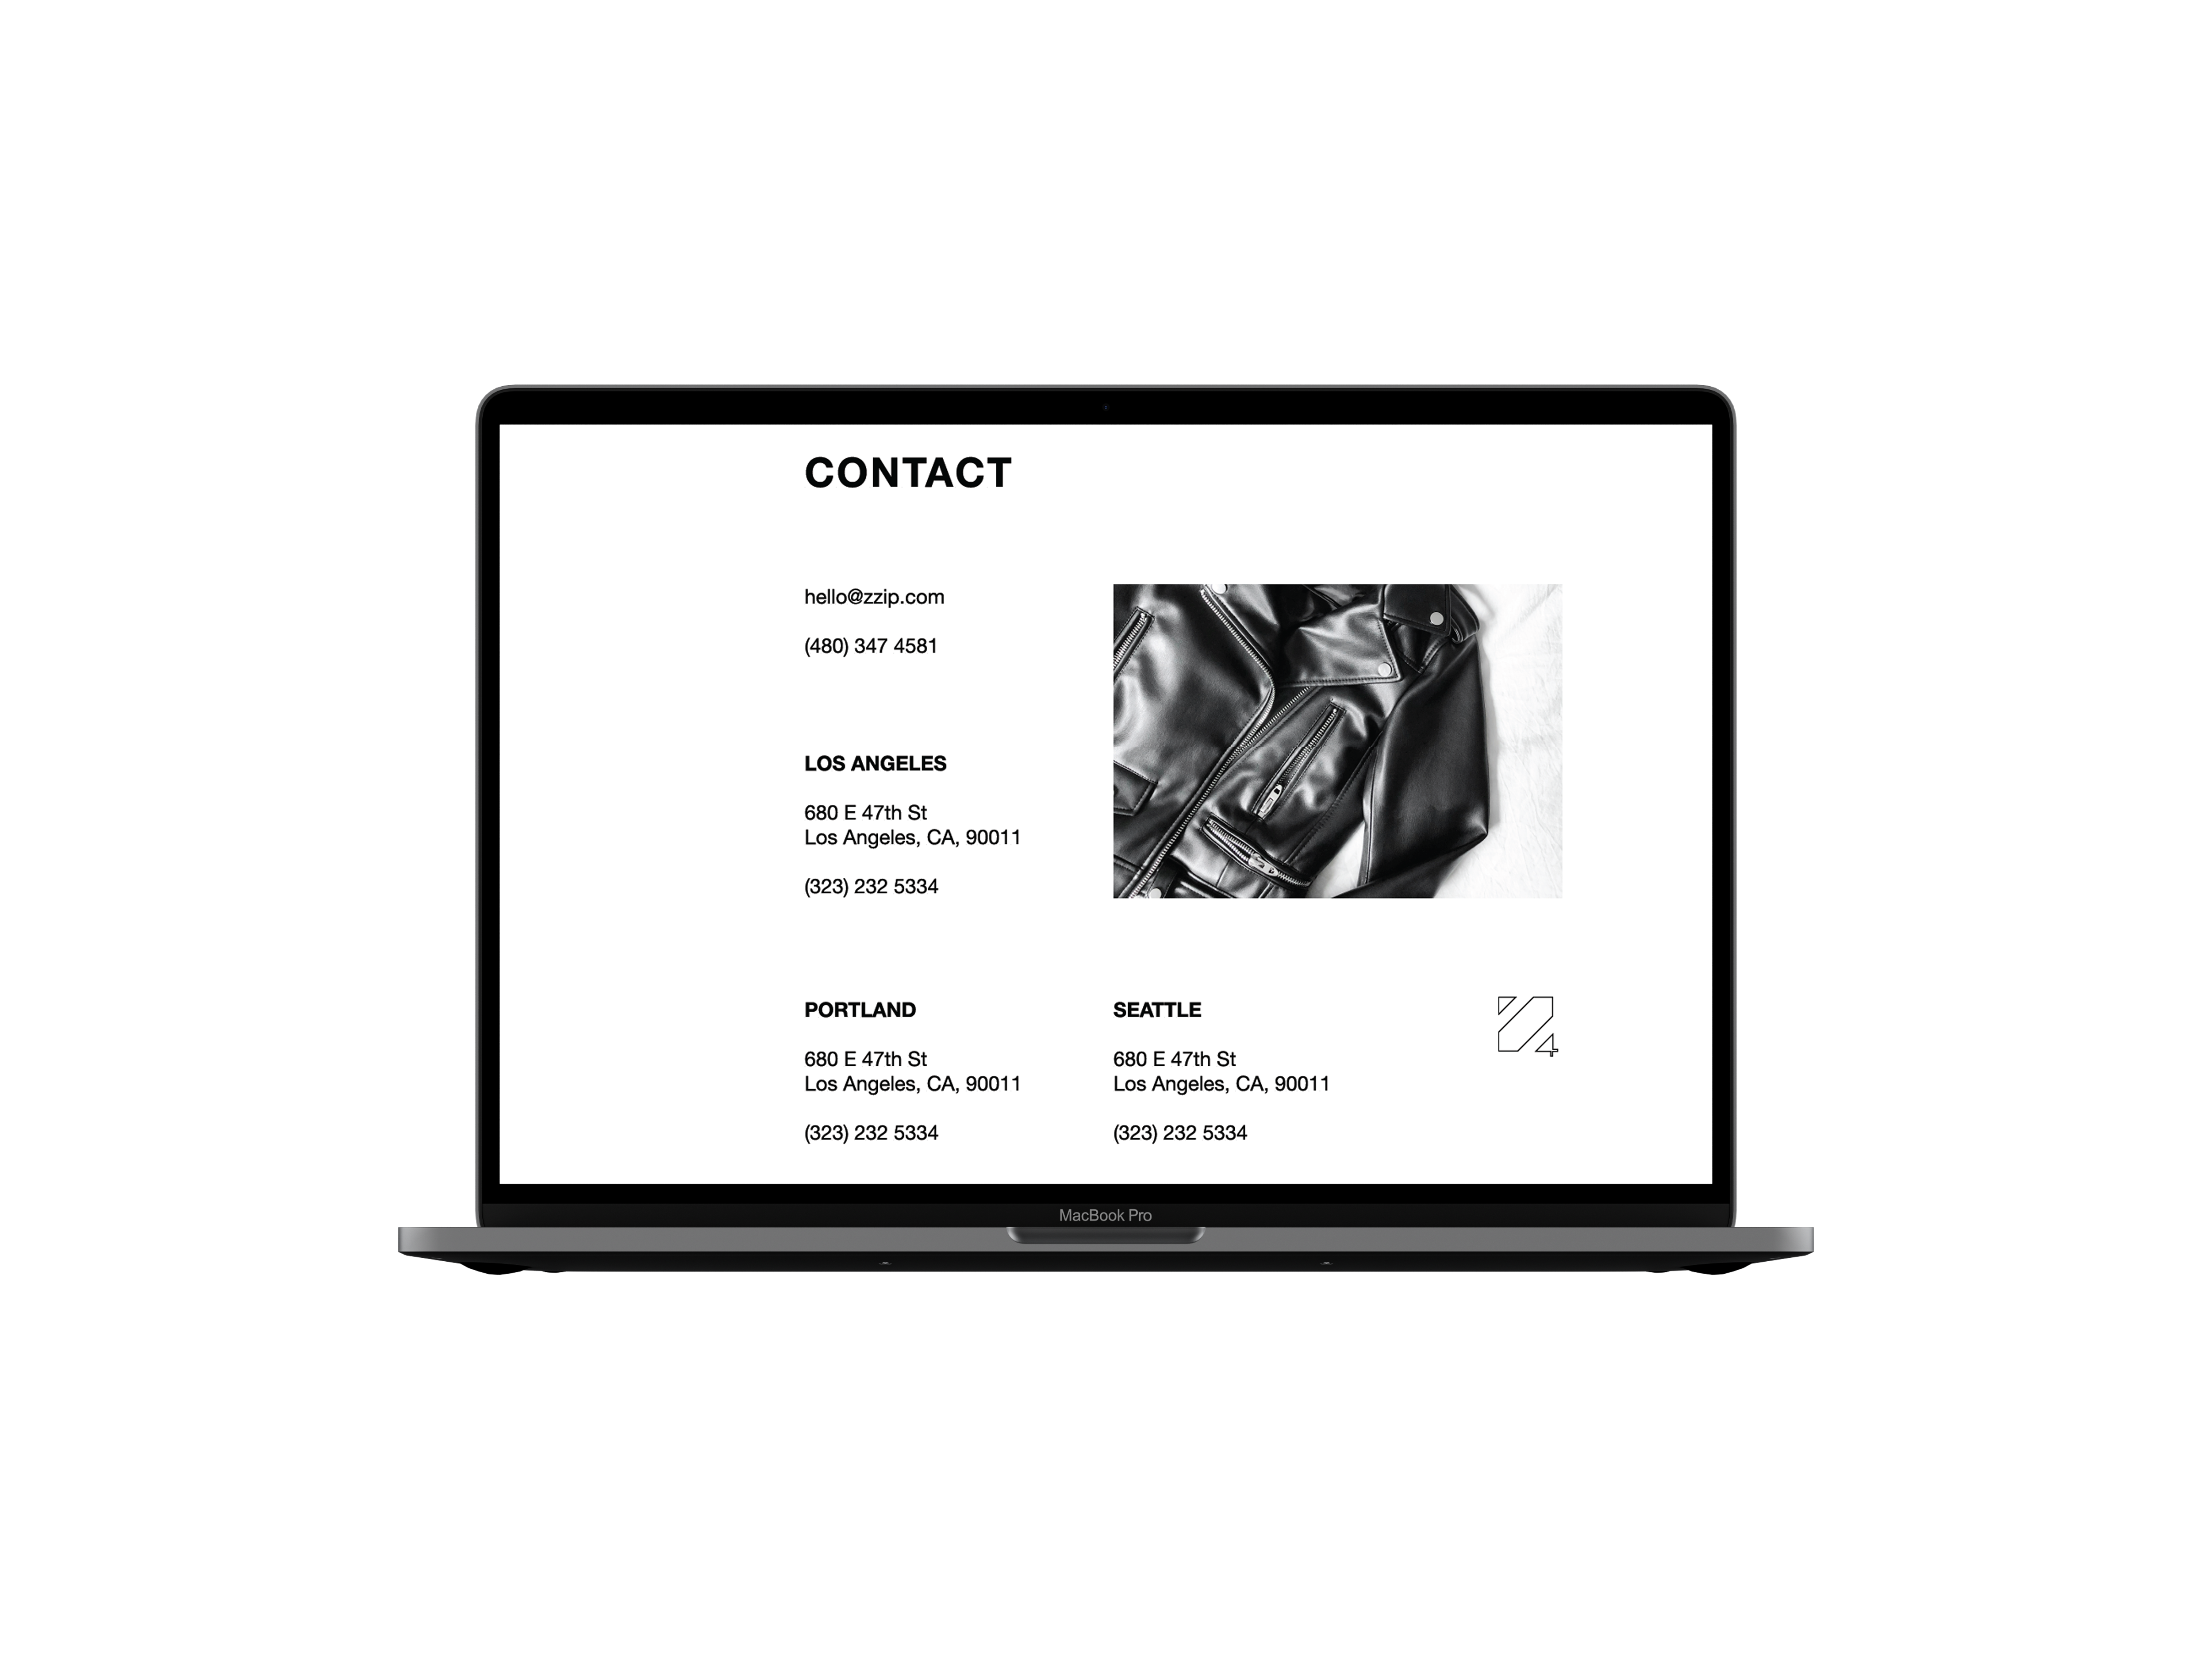 CONTACT
hello@zzip.com
(480) 347 4581
LOS ANGELES
680 E 47th St
Los Angeles, CA, 90011
(323) 232 5334
PORTLAND
680 E 47th St
Los Angeles, CA, 90011
(323) 232 5334
SEATTLE
680 E 47th St
Los Angeles, CA, 90011
(323) 232 5334
MacBook Pro